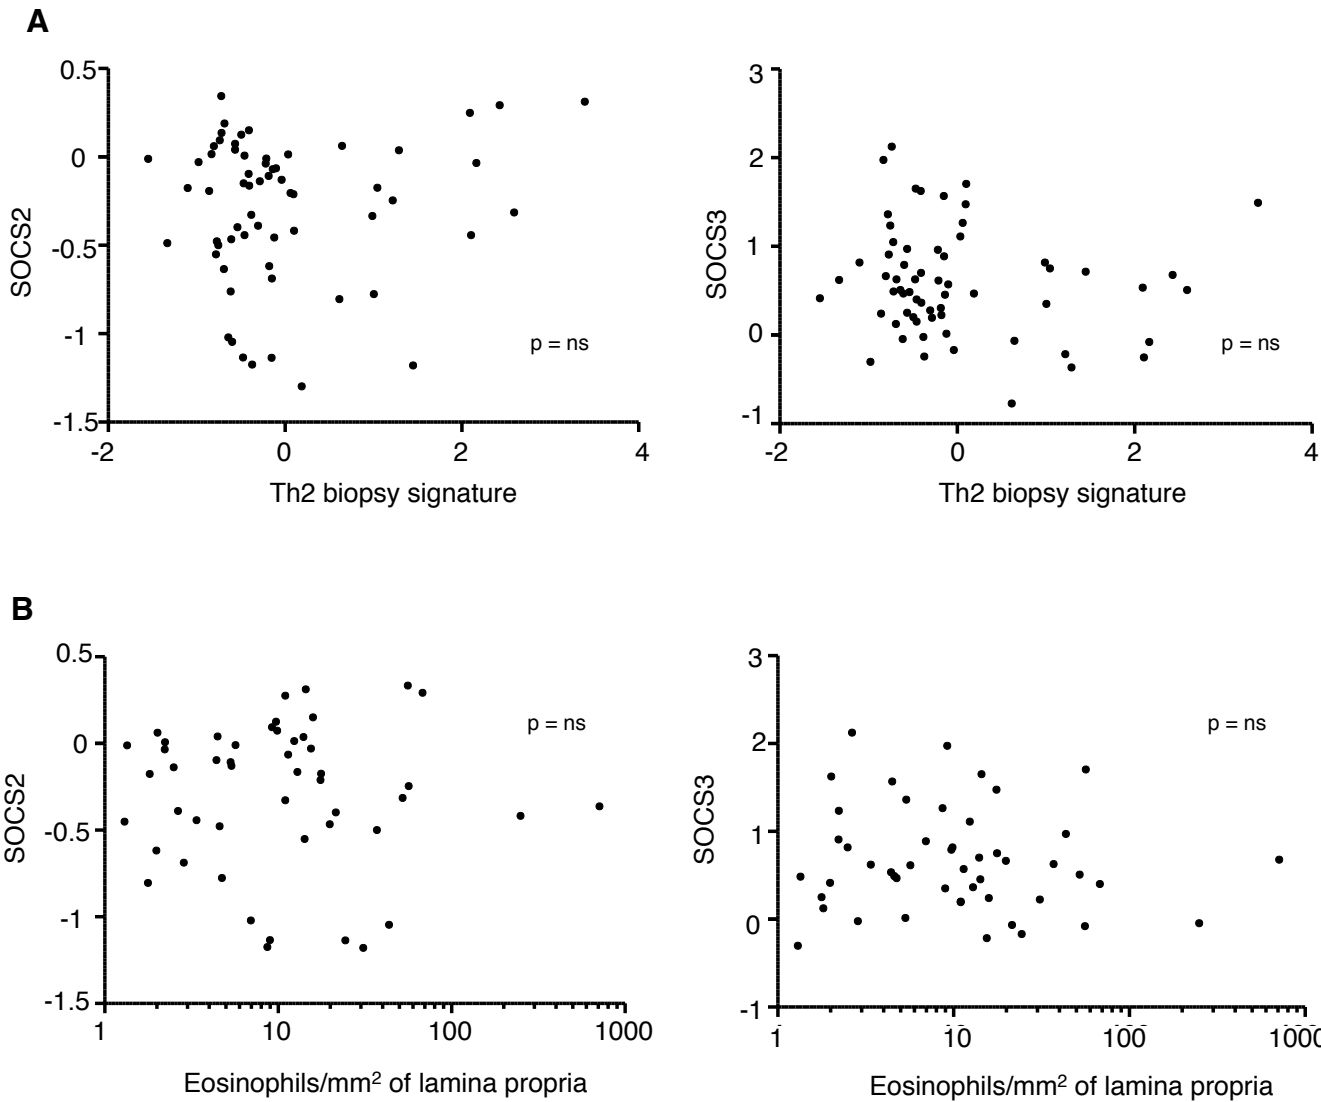 A
0.5
0
-0.5
-1
-1.5
-2
0
2
4
SOCS2
p = ns
Th2 biopsy signature
3
2
1
0
-1
-2
0
2
4
SOCS3
p = ns
Th2 biopsy signature
B
0.5
0
-0.5
-1
-1.5
1
10
100
1000
SOCS2
p = ns
Eosinophils/mm² of lamina propria
3
2
1
0
-1
1
10
100
1000
SOCS3
p = ns
Eosinophils/mm² of lamina propria